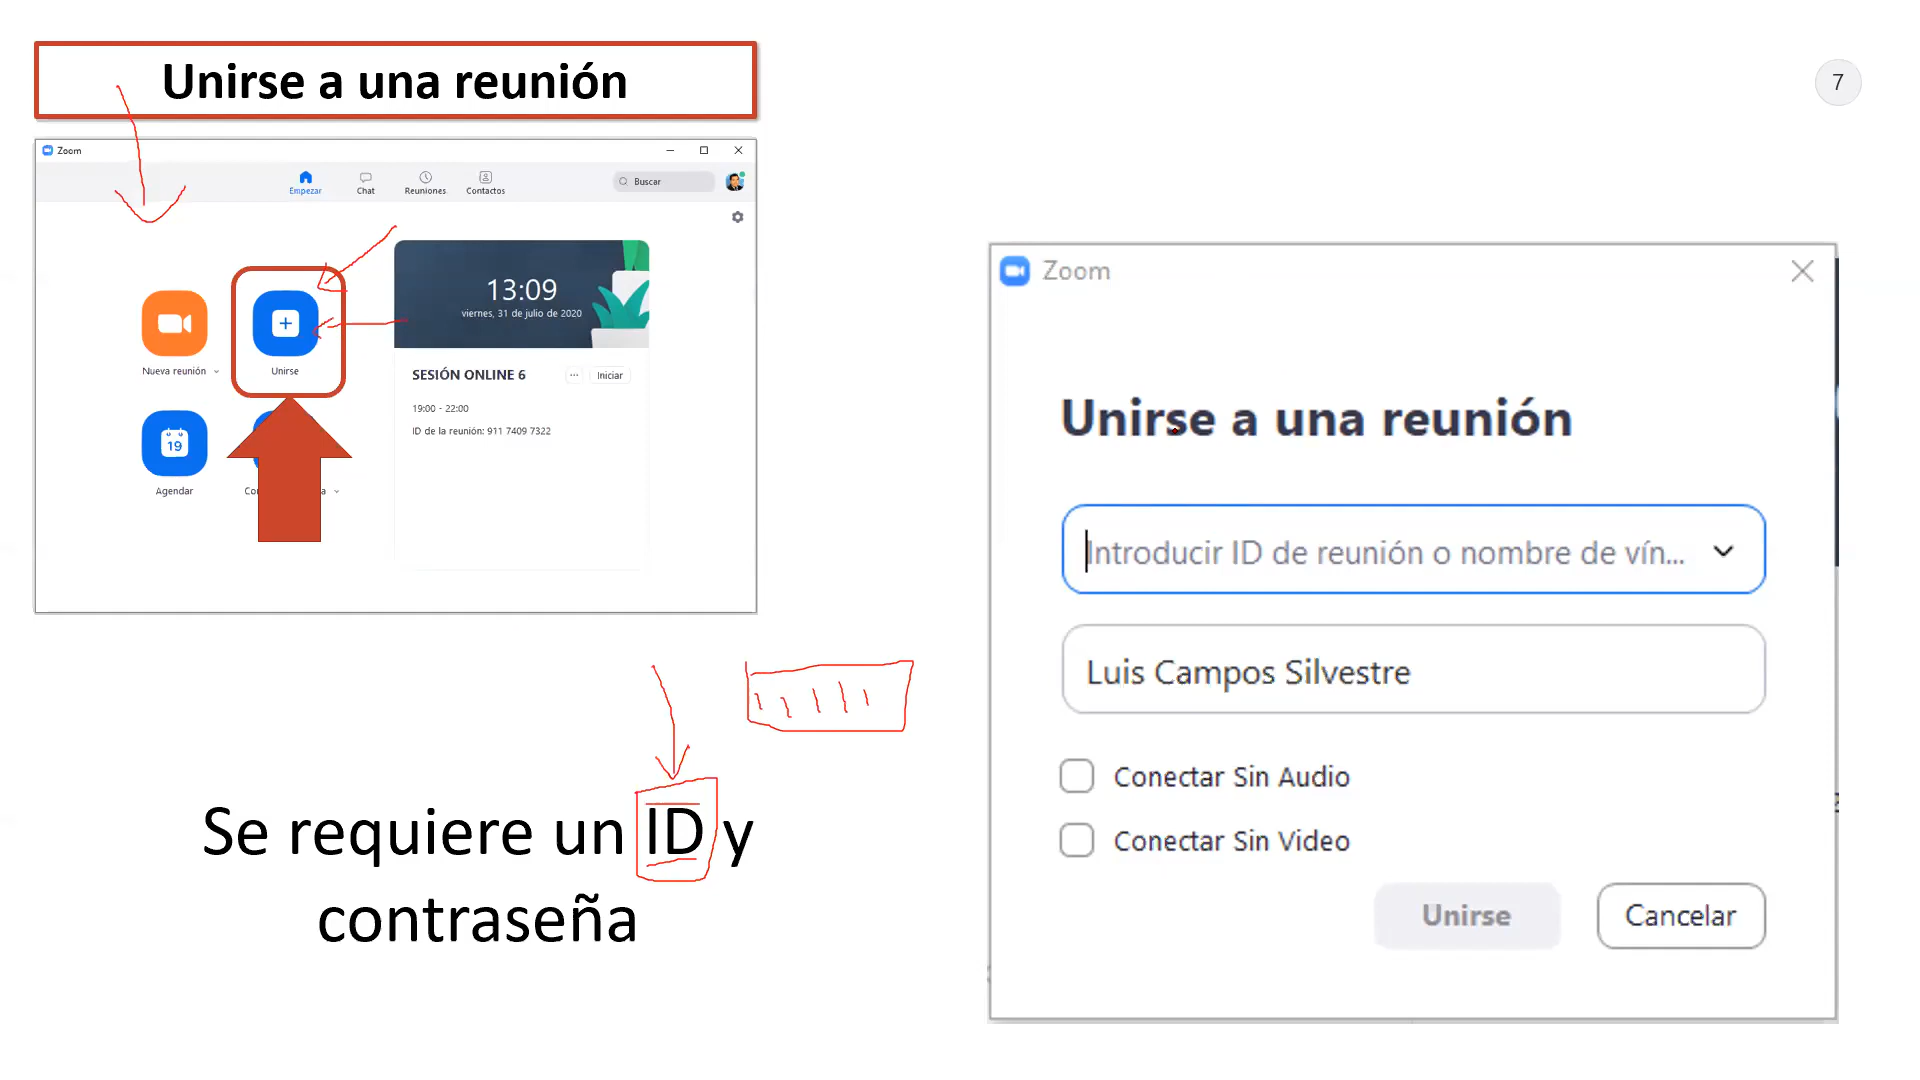 Unirse a una reunión
7
Zoom
Empezar
Chat
Reuniones
Contactos
Buscar
13:09
viernes, 31 de julio de 2020
Nueva reunión
Unirse
SESIÓN ONLINE 6
Iniciar
19:00 - 22:00
ID de la reunión: 911 7409 7322
19
Agendar
Se requiere un ID y
contraseña
Zoom
Unirse a una reunión
Introducir ID de reunión o nombre de vín...
Luis Campos Silvestre
Conectar Sin Audio
Conectar Sin Video
Unirse
Cancelar